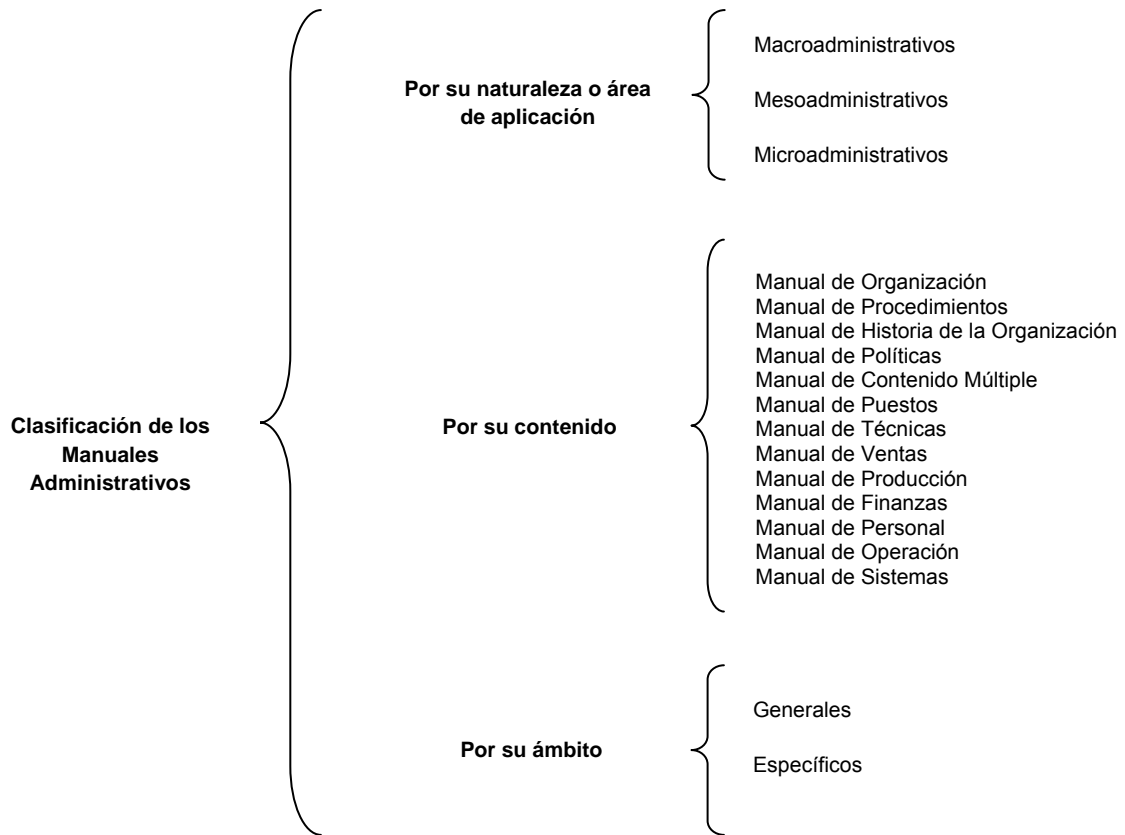 Clasificación de los
Manuales
Administrativos
Por su naturaleza o área
de aplicación
Macroadministrativos
Mesoadministrativos
Microadministrativos
Por su contenido
Manual de Organización
Manual de Procedimientos
Manual de Historia de la Organización
Manual de Políticas
Manual de Contenido Múltiple
Manual de Puestos
Manual de Técnicas
Manual de Ventas
Manual de Producción
Manual de Finanzas
Manual de Personal
Manual de Operación
Manual de Sistemas
Por su ámbito
Generales
Específicos